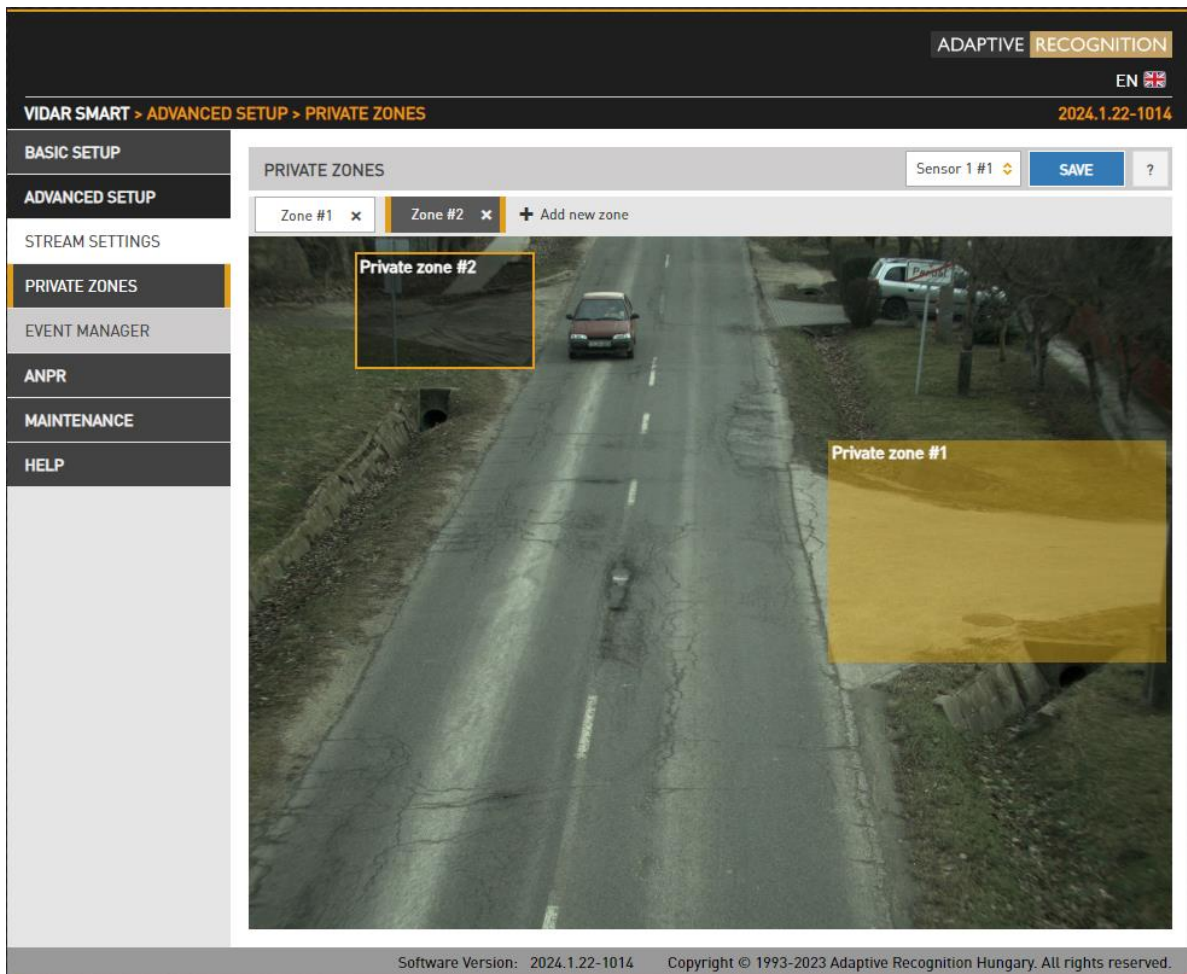 ADAPTIVE RECOGNITION
EN
VIDAR SMART > ADVANCED SETUP > PRIVATE ZONES 2024.1.22-1014
BASIC SETUP
ADVANCED SETUP
STREAM SETTINGS
PRIVATE ZONES
EVENT MANAGER
ANPR
MAINTENANCE
HELP
PRIVATE ZONES Sensor 1 #1 SAVE ?
Zone #1 × Zone #2 × + Add new zone
Private zone #2
Private zone #1
Software Version: 2024.1.22-1014 Copyright © 1993-2023 Adaptive Recognition Hungary. All rights reserved.